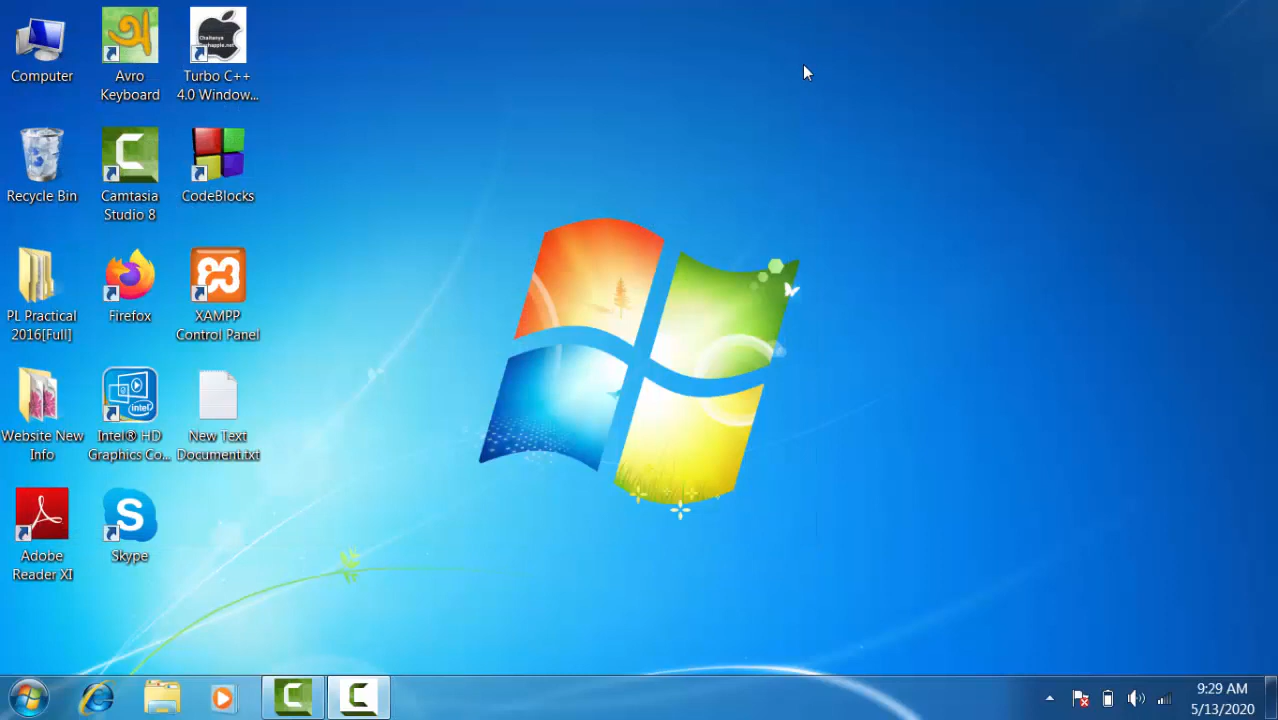 Computer
Avro
Keyboard
Turbo C++
4.0 Window...
Recycle Bin
Camtasia
Studio 8
CodeBlocks
PL Practical
2016[Full]
Firefox
XAMPP
Control Panel
Website New
Info
Intel® HD
Graphics Co...
New Text
Document.txt
Adobe
Reader XI
Skype
অ
C
intel
S
e
C
C
9:29 AM
5/13/2020